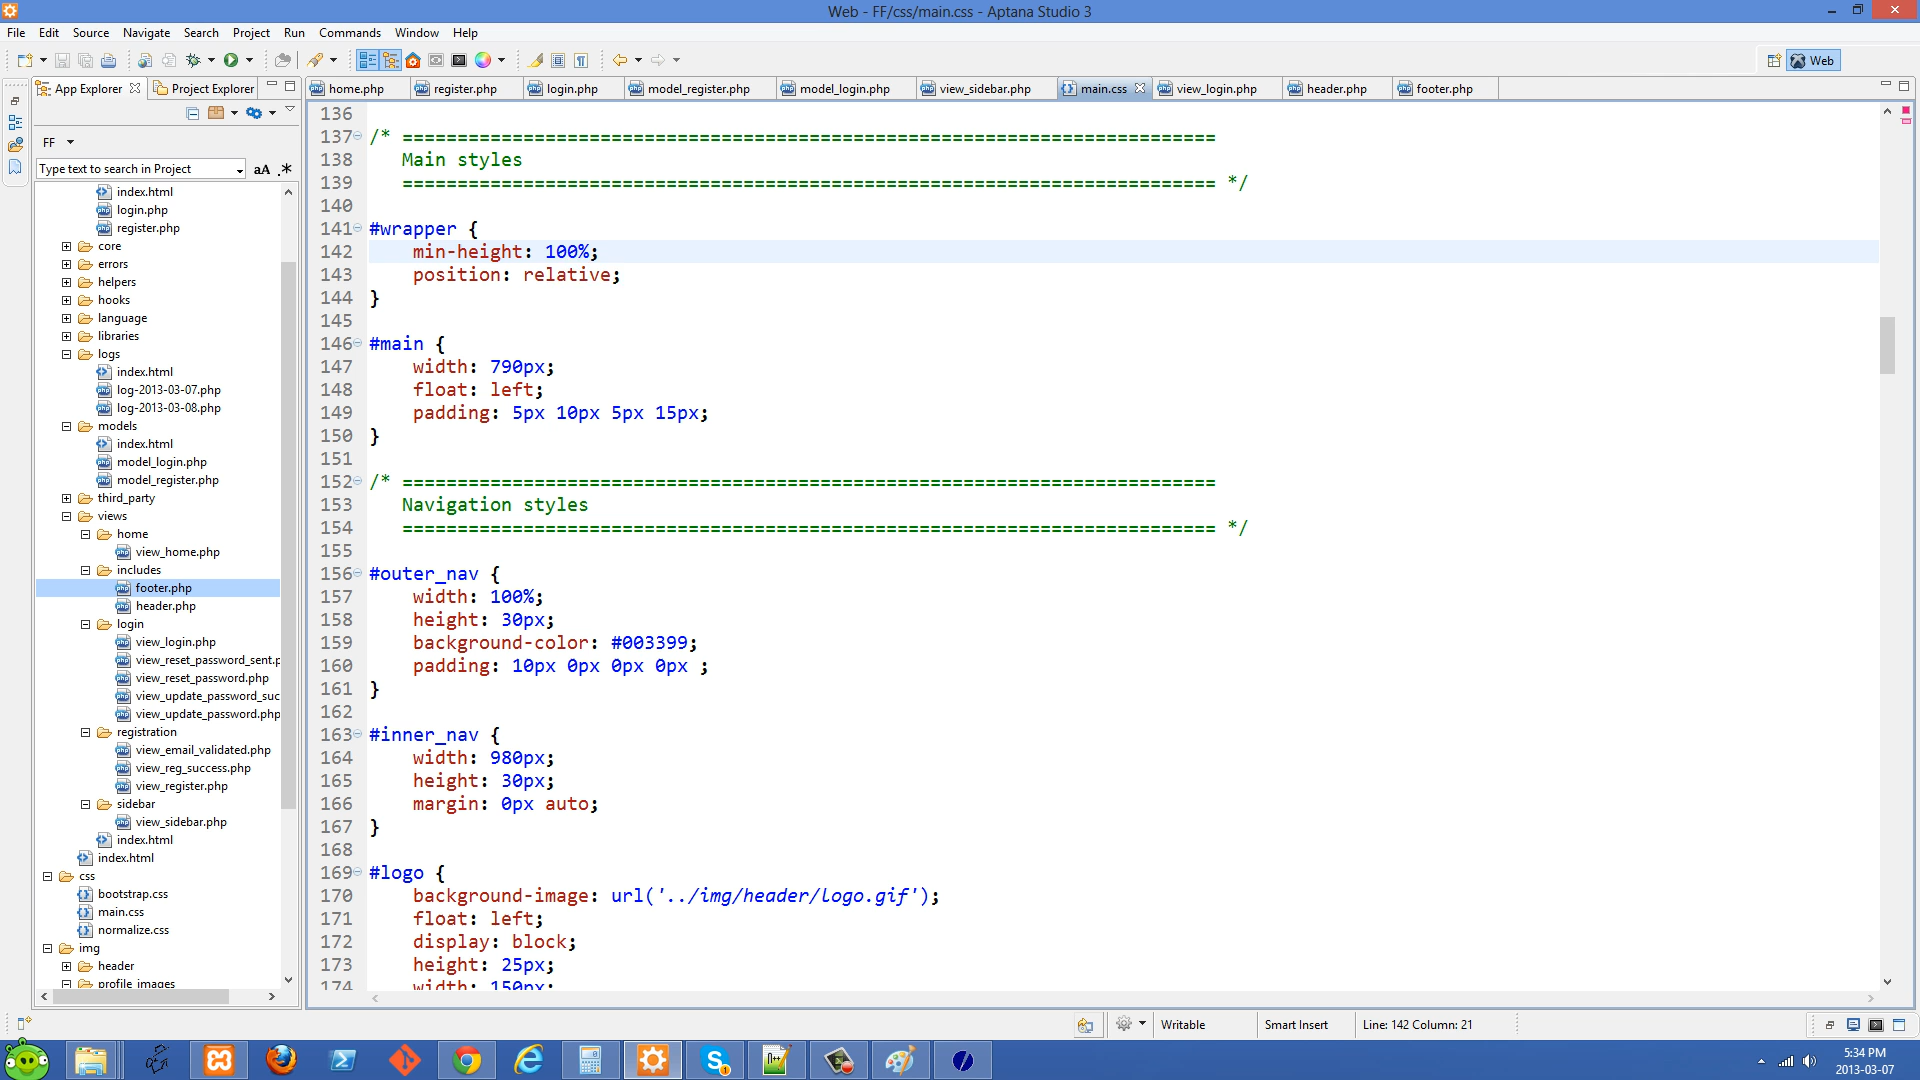 Web - FF/css/main.css - Aptana Studio 3
File Edit Source Navigate Search Project Run Commands Window Help
Web
App Explorer Project Explorer
home.php register.php login.php model_register.php model_login.php view_sidebar.php main.css view_login.php header.php footer.php
FF
Type text to search in Project aA .*
index.html
login.php
register.php
core
errors
helpers
hooks
language
libraries
logs
index.html
log-2013-03-07.php
log-2013-03-08.php
models
index.html
model_login.php
model_register.php
third_party
views
home
view_home.php
includes
footer.php
header.php
login
view_login.php
view_reset_password_sent.p
view_reset_password.php
view_update_password_suc
view_update_password.php
registration
view_email_validated.php
view_reg_success.php
view_register.php
sidebar
view_sidebar.php
index.html
index.html
css
bootstrap.css
main.css
normalize.css
img
header
profile_images
136
137 /* ==========================================================================
138 Main styles
139 ========================================================================== */
140
141 #wrapper {
142 min-height: 100%;
143 position: relative;
144 }
145
146 #main {
147 width: 790px;
148 float: left;
149 padding: 5px 10px 5px 15px;
150 }
151
152 /* ==========================================================================
153 Navigation styles
154 ========================================================================== */
155
156 #outer_nav {
157 width: 100%;
158 height: 30px;
159 background-color: #003399;
160 padding: 10px 0px 0px 0px ;
161 }
162
163 #inner_nav {
164 width: 980px;
165 height: 30px;
166 margin: 0px auto;
167 }
168
169 #logo {
170 background-image: url('../img/header/logo.gif');
171 float: left;
172 display: block;
173 height: 25px;
174 width: 150px;
Writable Smart Insert Line: 142 Column: 21
5:34 PM
2013-03-07